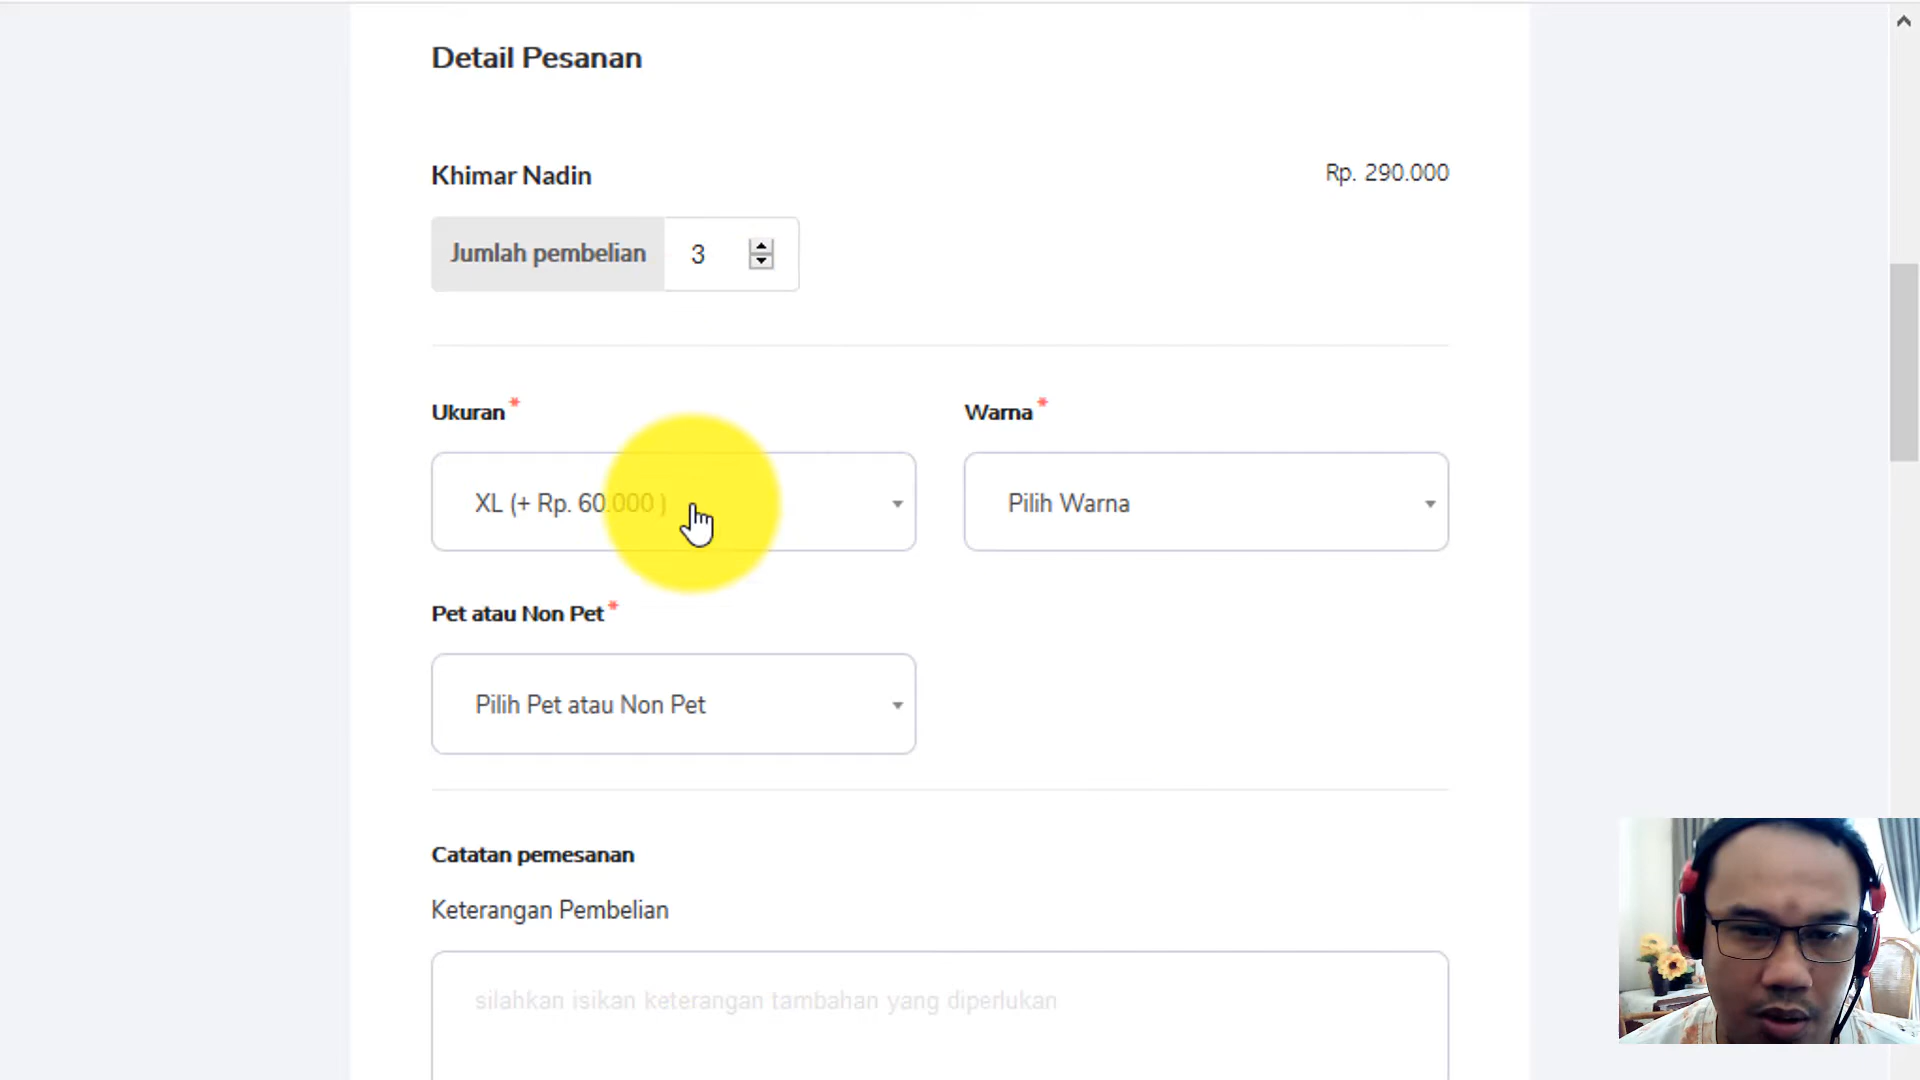 Detail Pesanan
Khimar Nadin
Rp. 290.000
Jumlah pembelian 3
Ukuran *
Warna *
XL (+ Rp. 60.000 )
Pilih Warna
Pet atau Non Pet *
Pilih Pet atau Non Pet
Catatan pemesanan
Keterangan Pembelian
silahkan isikan keterangan tambahan yang diperlukan